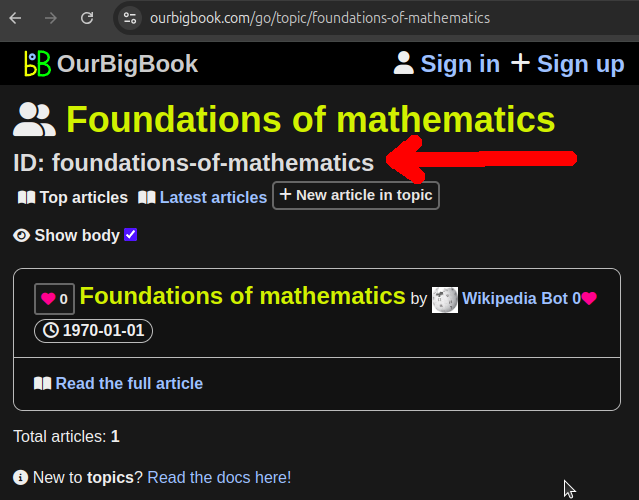 ourbigbook.com/go/topic/foundations-of-mathematics
bB OurBigBook Sign in + Sign up
Foundations of mathematics
ID: foundations-of-mathematics
Top articles Latest articles + New article in topic
Show body
0 Foundations of mathematics by Wikipedia Bot 0
1970-01-01
Read the full article
Total articles: 1
New to topics? Read the docs here!